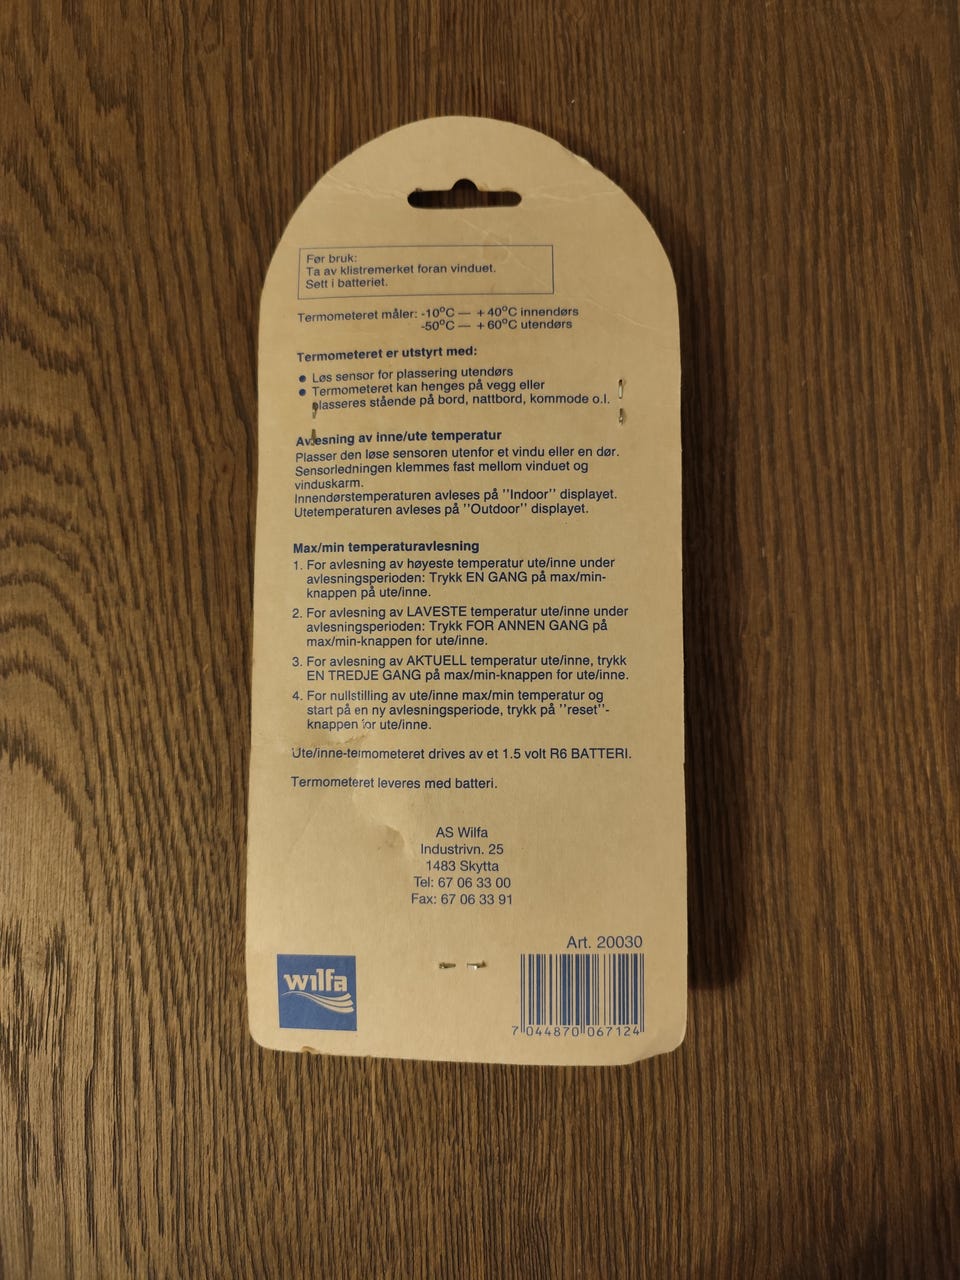 Før bruk:
Ta av klistremerket foran vinduet.
Sett i batteriet.
Termometeret måler: -10°C — +40°C innendørs
-50°C — +60°C utendørs
Termometeret er utstyrt med:
● Løs sensor for plassering utendørs
● Termometeret kan henges på vegg eller
plasseres stående på bord, nattbord, kommode o.l.
Avlesning av inne/ute temperatur
Plasser den løse sensoren utenfor et vindu eller en dør.
Sensorledningen klemmes fast mellom vinduet og
vinduskarm.
Innendørstemperaturen avleses på ''Indoor'' displayet.
Utetemperaturen avleses på ''Outdoor'' displayet.
Max/min temperaturavlesning
1. For avlesning av høyeste temperatur ute/inne under
avlesningsperioden: Trykk EN GANG på max/min-
knappen på ute/inne.
2. For avlesning av LAVESTE temperatur ute/inne under
avlesningsperioden: Trykk FOR ANNEN GANG på
max/min-knappen for ute/inne.
3. For avlesning av AKTUELL temperatur ute/inne, trykk
EN TREDJE GANG på max/min-knappen for ute/inne.
4. For nullstilling av ute/inne max/min temperatur og
start på en ny avlesningsperiode, trykk på ''reset''-
knappen for ute/inne.
Ute/inne-termometeret drives av et 1.5 volt R6 BATTERI.
Termometeret leveres med batteri.
AS Wilfa
Industrivn. 25
1483 Skytta
Tel: 67 06 33 00
Fax: 67 06 33 91
Art. 20030
wilfa
7 044870 067124